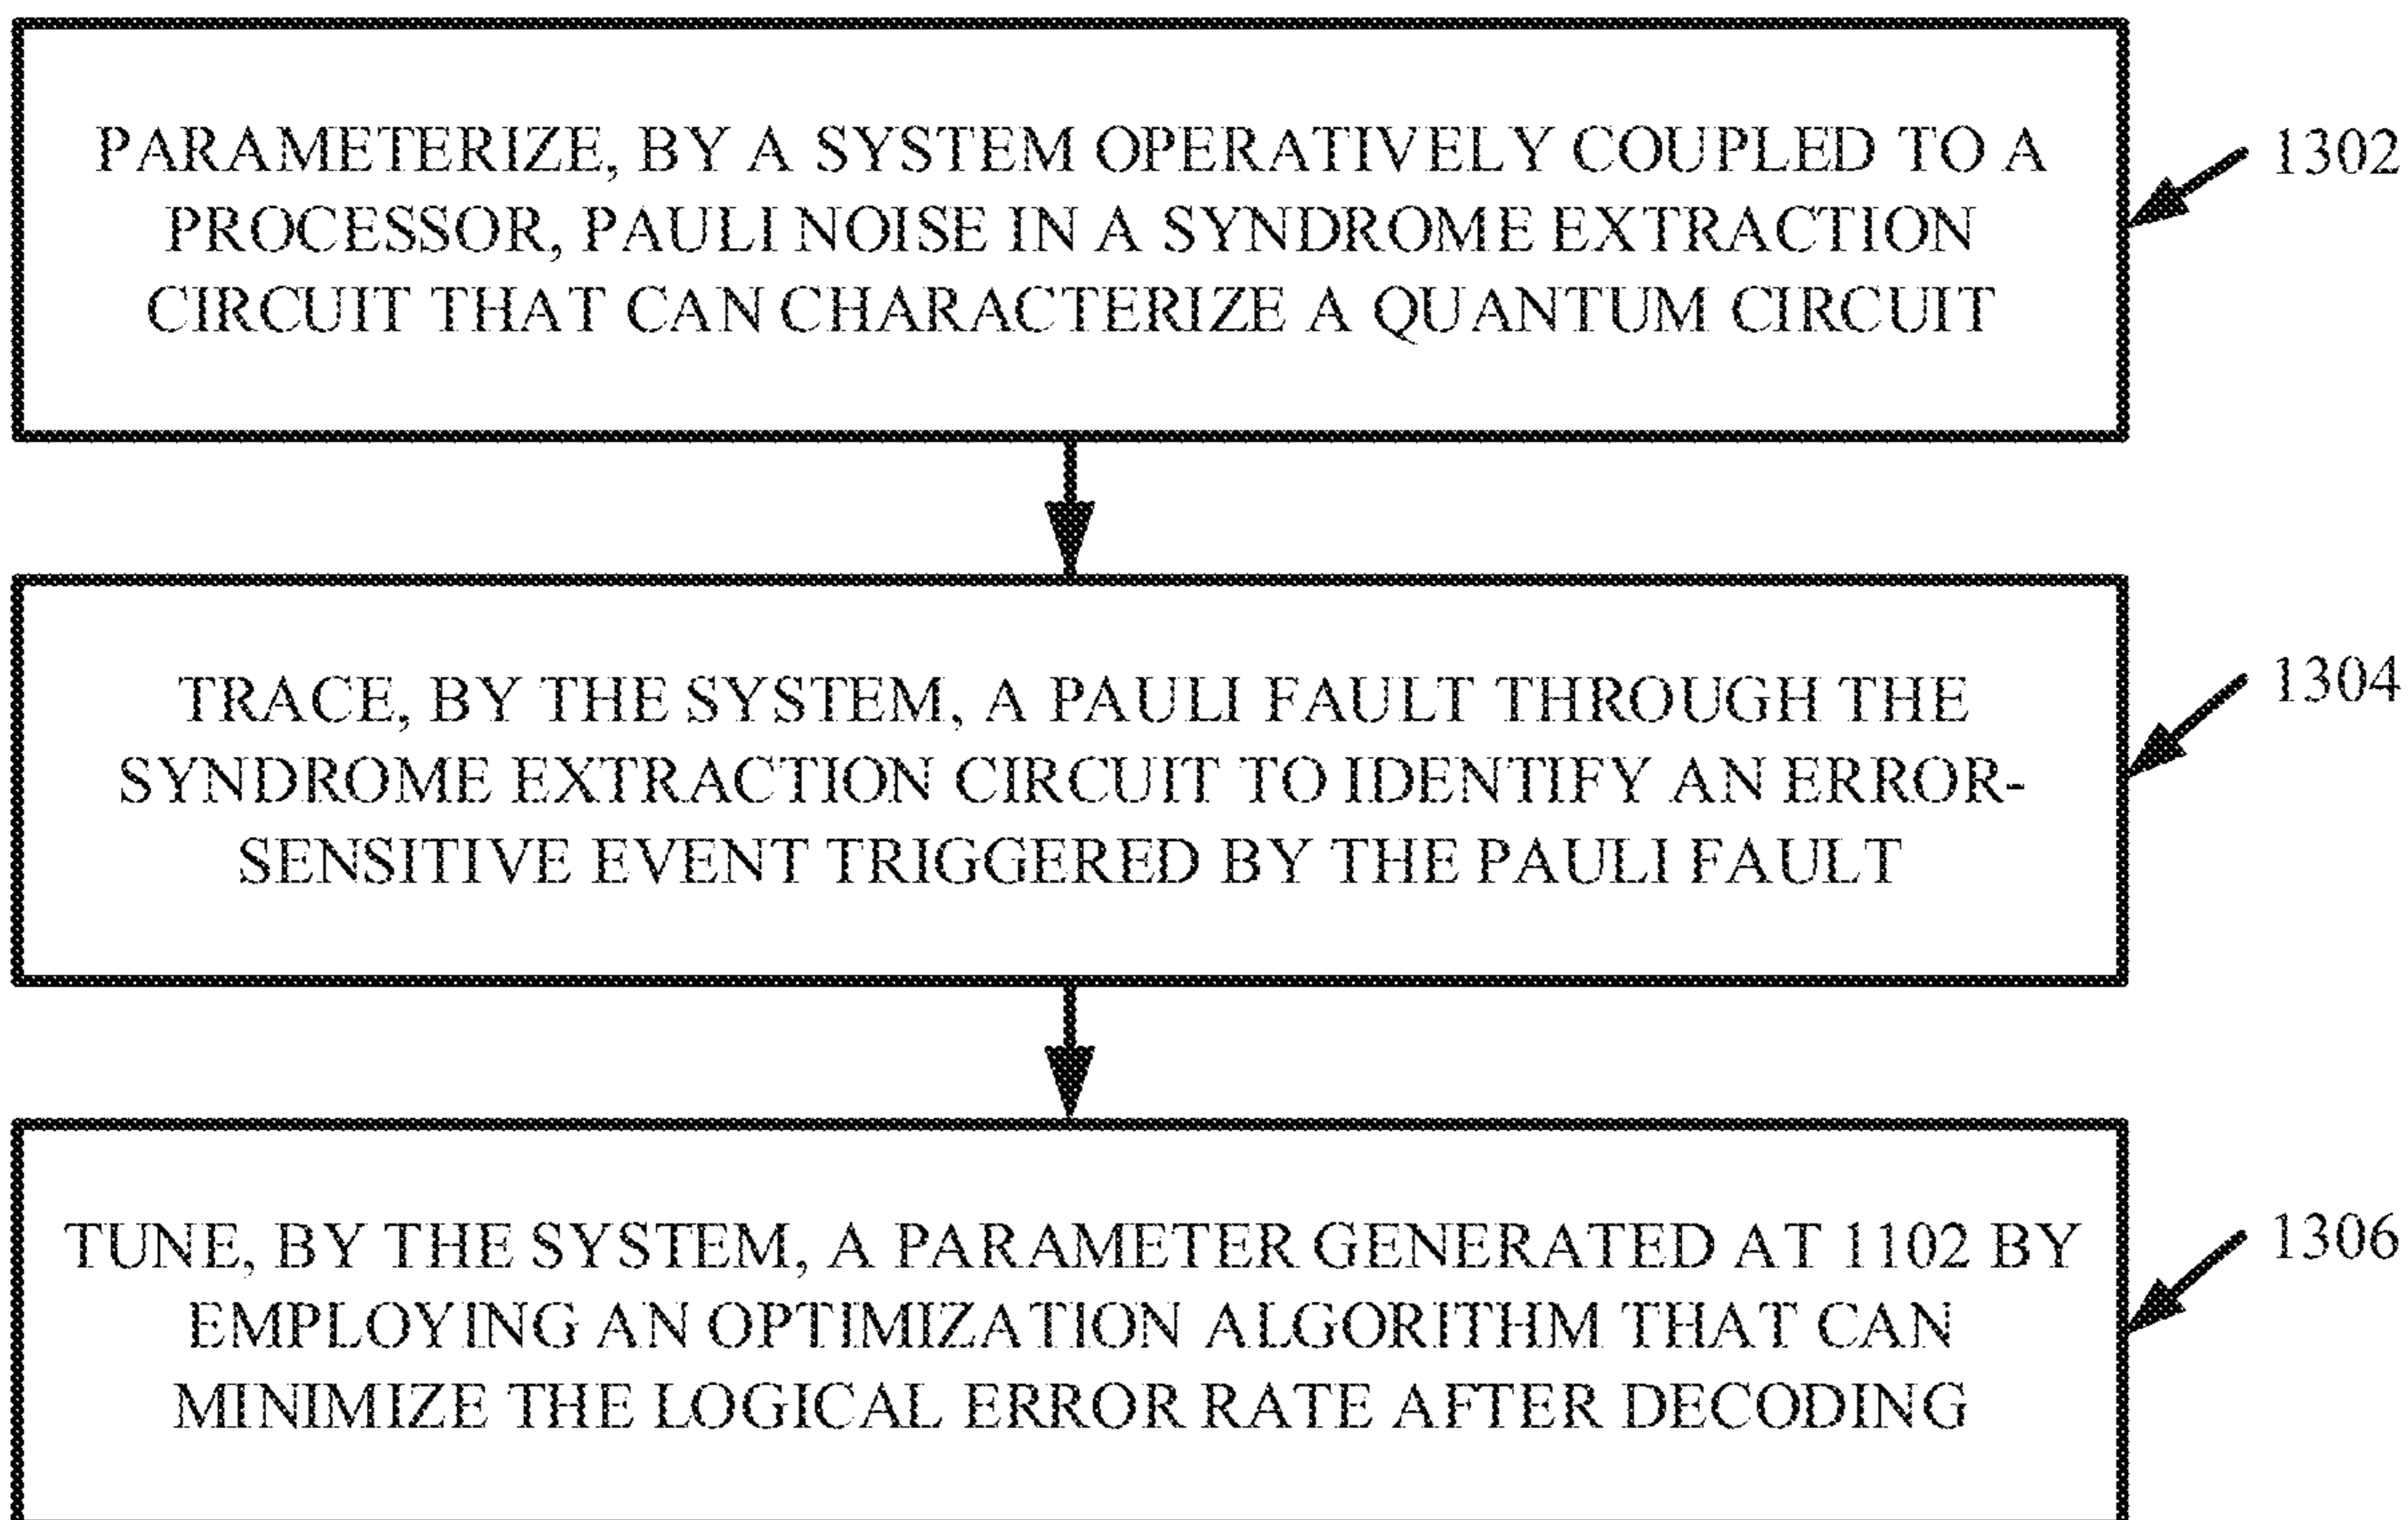 PARAMETERIZE, BY A SYSTEM OPERATIVELY COUPLED TO A
PROCESSOR, PAULI NOISE IN A SYNDROME EXTRACTION
CIRCUIT THAT CAN CHARACTERIZE A QUANTUM CIRCUIT
1302
TRACE, BY THE SYSTEM, A PAULI FAULT THROUGH THE
SYNDROME EXTRACTION CIRCUIT TO IDENTIFY AN ERROR-
SENSITIVE EVENT TRIGGERED BY THE PAULI FAULT
1304
TUNE, BY THE SYSTEM, A PARAMETER GENERATED AT 1102 BY
EMPLOYING AN OPTIMIZATION ALGORITHM THAT CAN
MINIMIZE THE LOGICAL ERROR RATE AFTER DECODING
1306